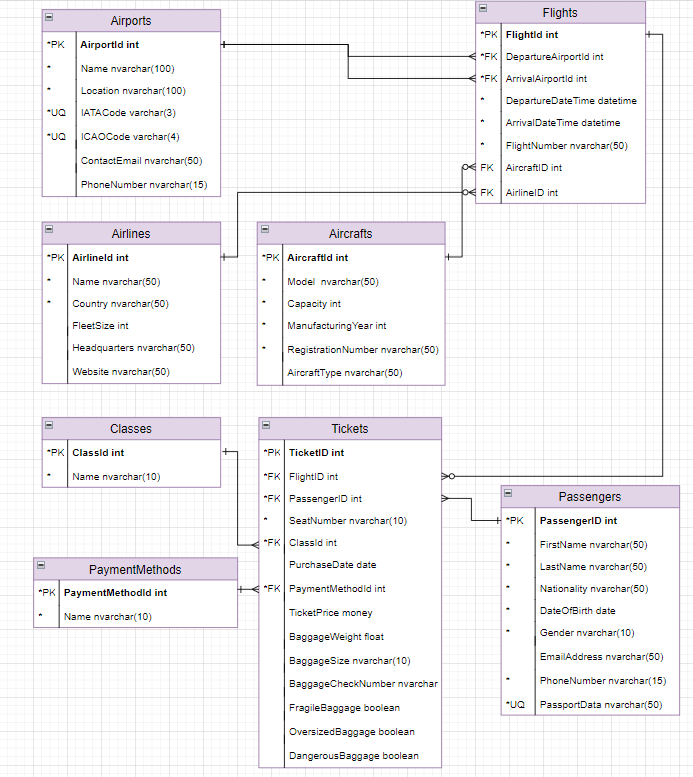 Airports
*PK AirportId int
* Name nvarchar(100)
* Location nvarchar(100)
*UQ IATACode varchar(3)
*UQ ICAOCode varchar(4)
ContactEmail nvarchar(50)
PhoneNumber nvarchar(15)
Flights
*PK FlightId int
*FK DepartureAirportId int
*FK ArrivalAirportId int
* DepartureDateTime datetime
* ArrivalDateTime datetime
* FlightNumber nvarchar(50)
FK AircraftID int
FK AirlineID int
Airlines
*PK AirlineId int
* Name nvarchar(50)
* Country nvarchar(50)
FleetSize int
Headquarters nvarchar(50)
Website nvarchar(50)
Aircrafts
*PK AircraftId int
* Model nvarchar(50)
* Capacity int
* ManufacturingYear int
* RegistrationNumber nvarchar(50)
AircraftType nvarchar(50)
Classes
*PK ClassId int
* Name nvarchar(10)
Tickets
*PK TicketID int
*FK FlightID int
*FK PassengerID int
* SeatNumber nvarchar(10)
*FK ClassId int
PurchaseDate date
*FK PaymentMethodId int
TicketPrice money
BaggageWeight float
BaggageSize nvarchar(10)
BaggageCheckNumber nvarchar
FragileBaggage boolean
OversizedBaggage boolean
DangerousBaggage boolean
PaymentMethods
*PK PaymentMethodId int
* Name nvarchar(10)
Passengers
*PK PassengerID int
* FirstName nvarchar(50)
* LastName nvarchar(50)
* Nationality nvarchar(50)
* DateOfBirth date
* Gender nvarchar(10)
EmailAddress nvarchar(50)
* PhoneNumber nvarchar(15)
*UQ PassportData nvarchar(50)